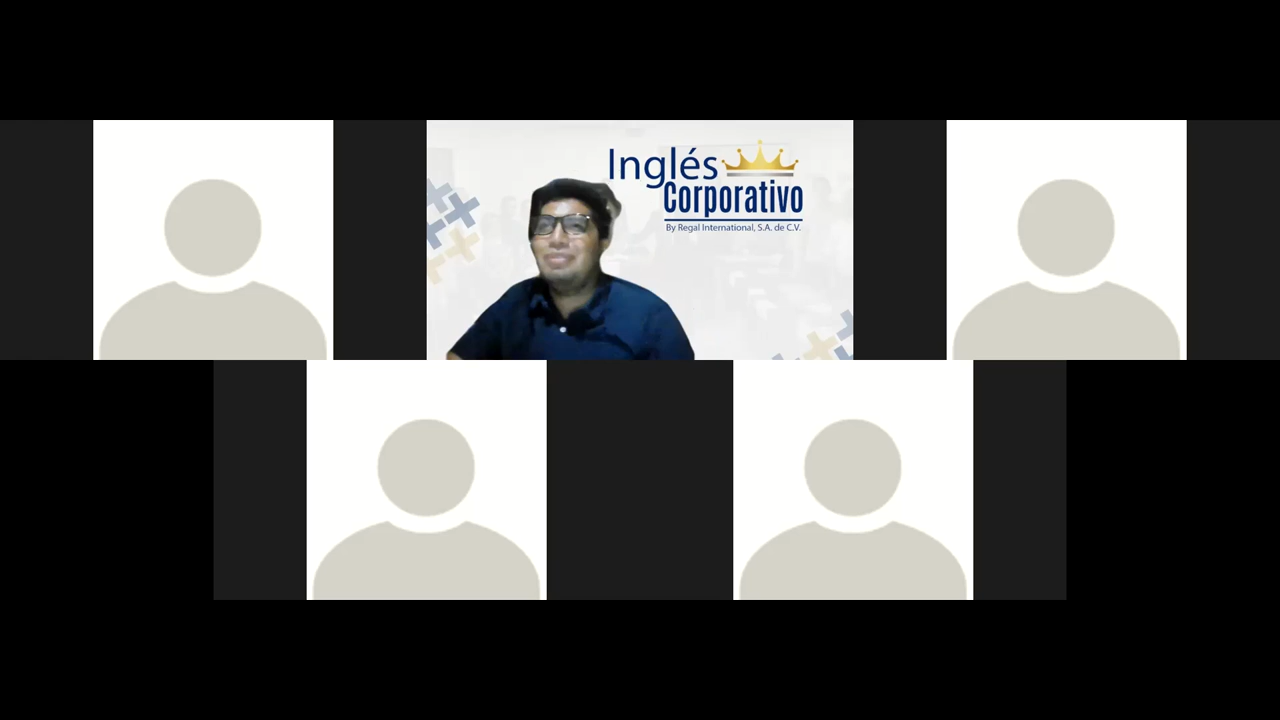 Inglés
Corporativo
By Regal International, S.A. de C.V.